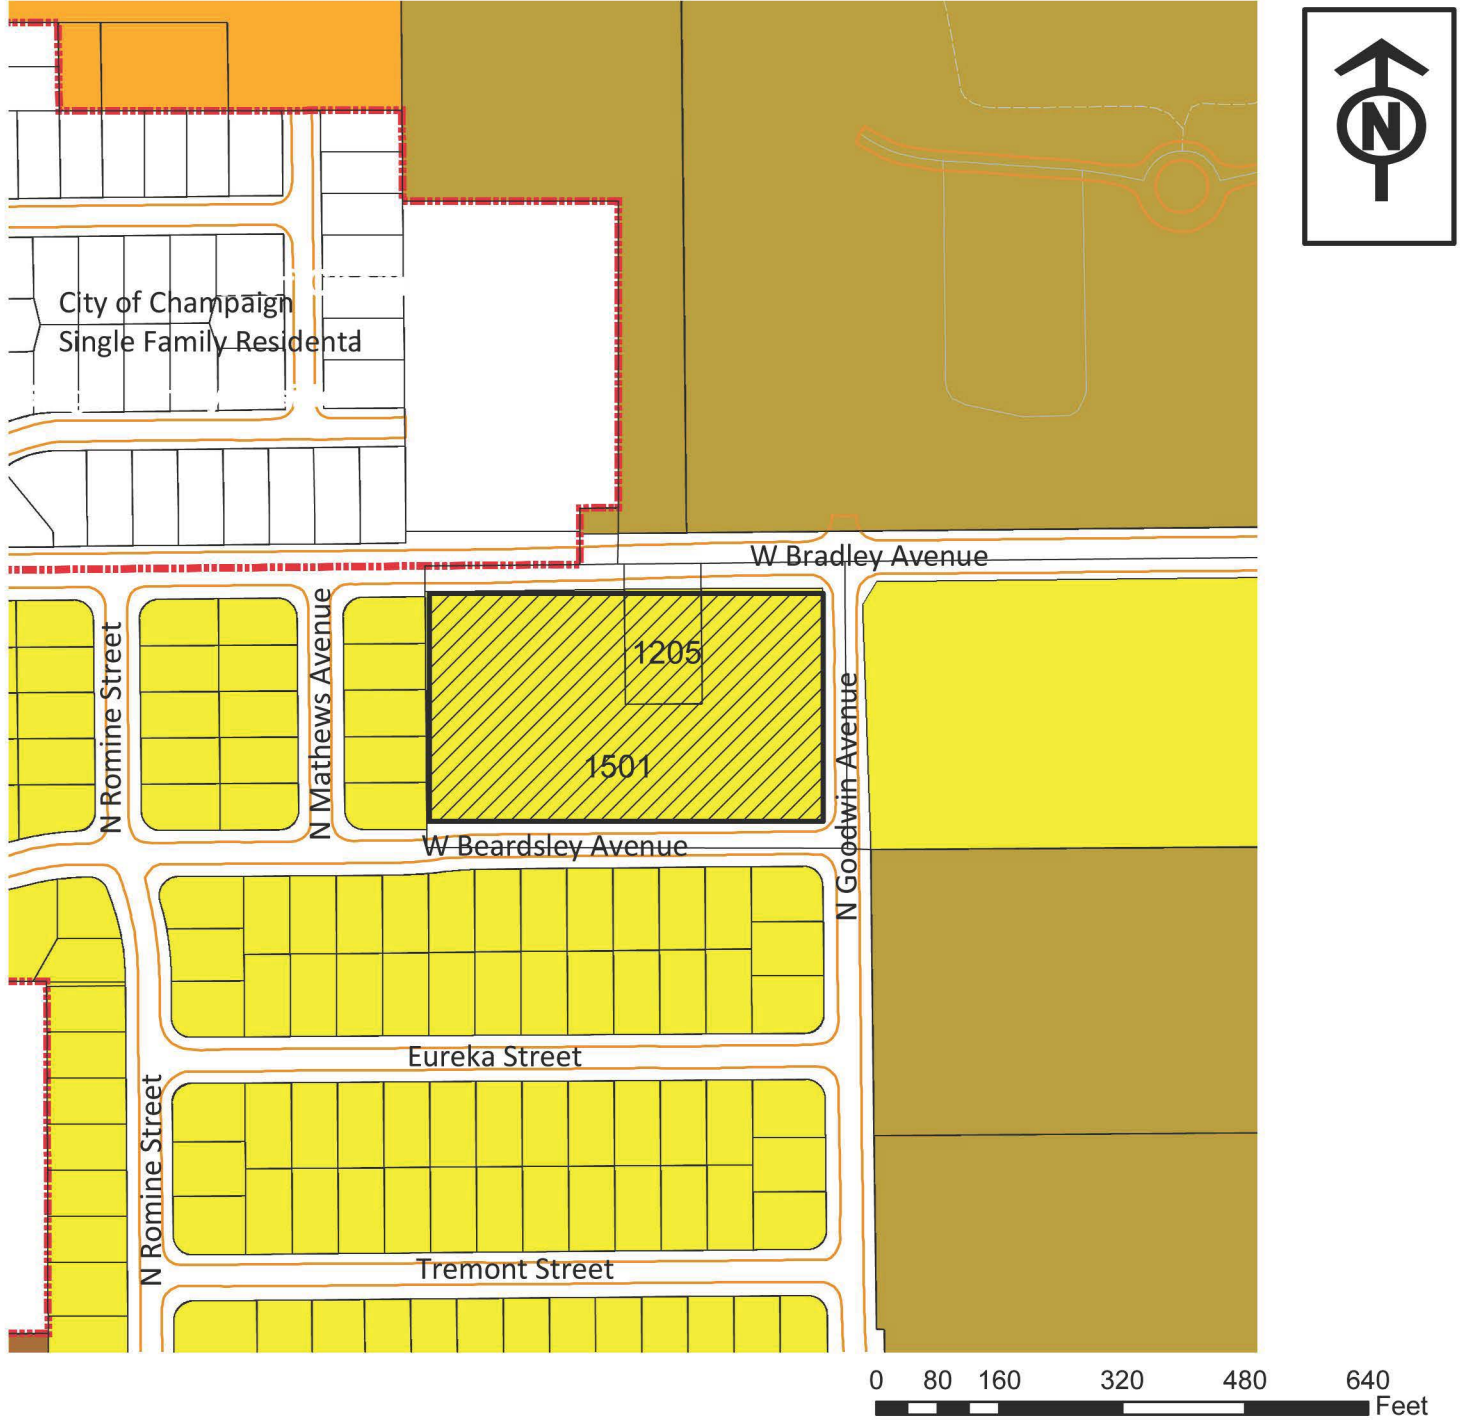 N
City of Champaign
Single Family Residenta
W Bradley Avenue
N Romine Street
N Mathews Avenue
1205
1501
N Goodwin Avenue
W Beardsley Avenue
Eureka Street
N Romine Street
Tremont Street
0 80 160 320 480 640
Feet